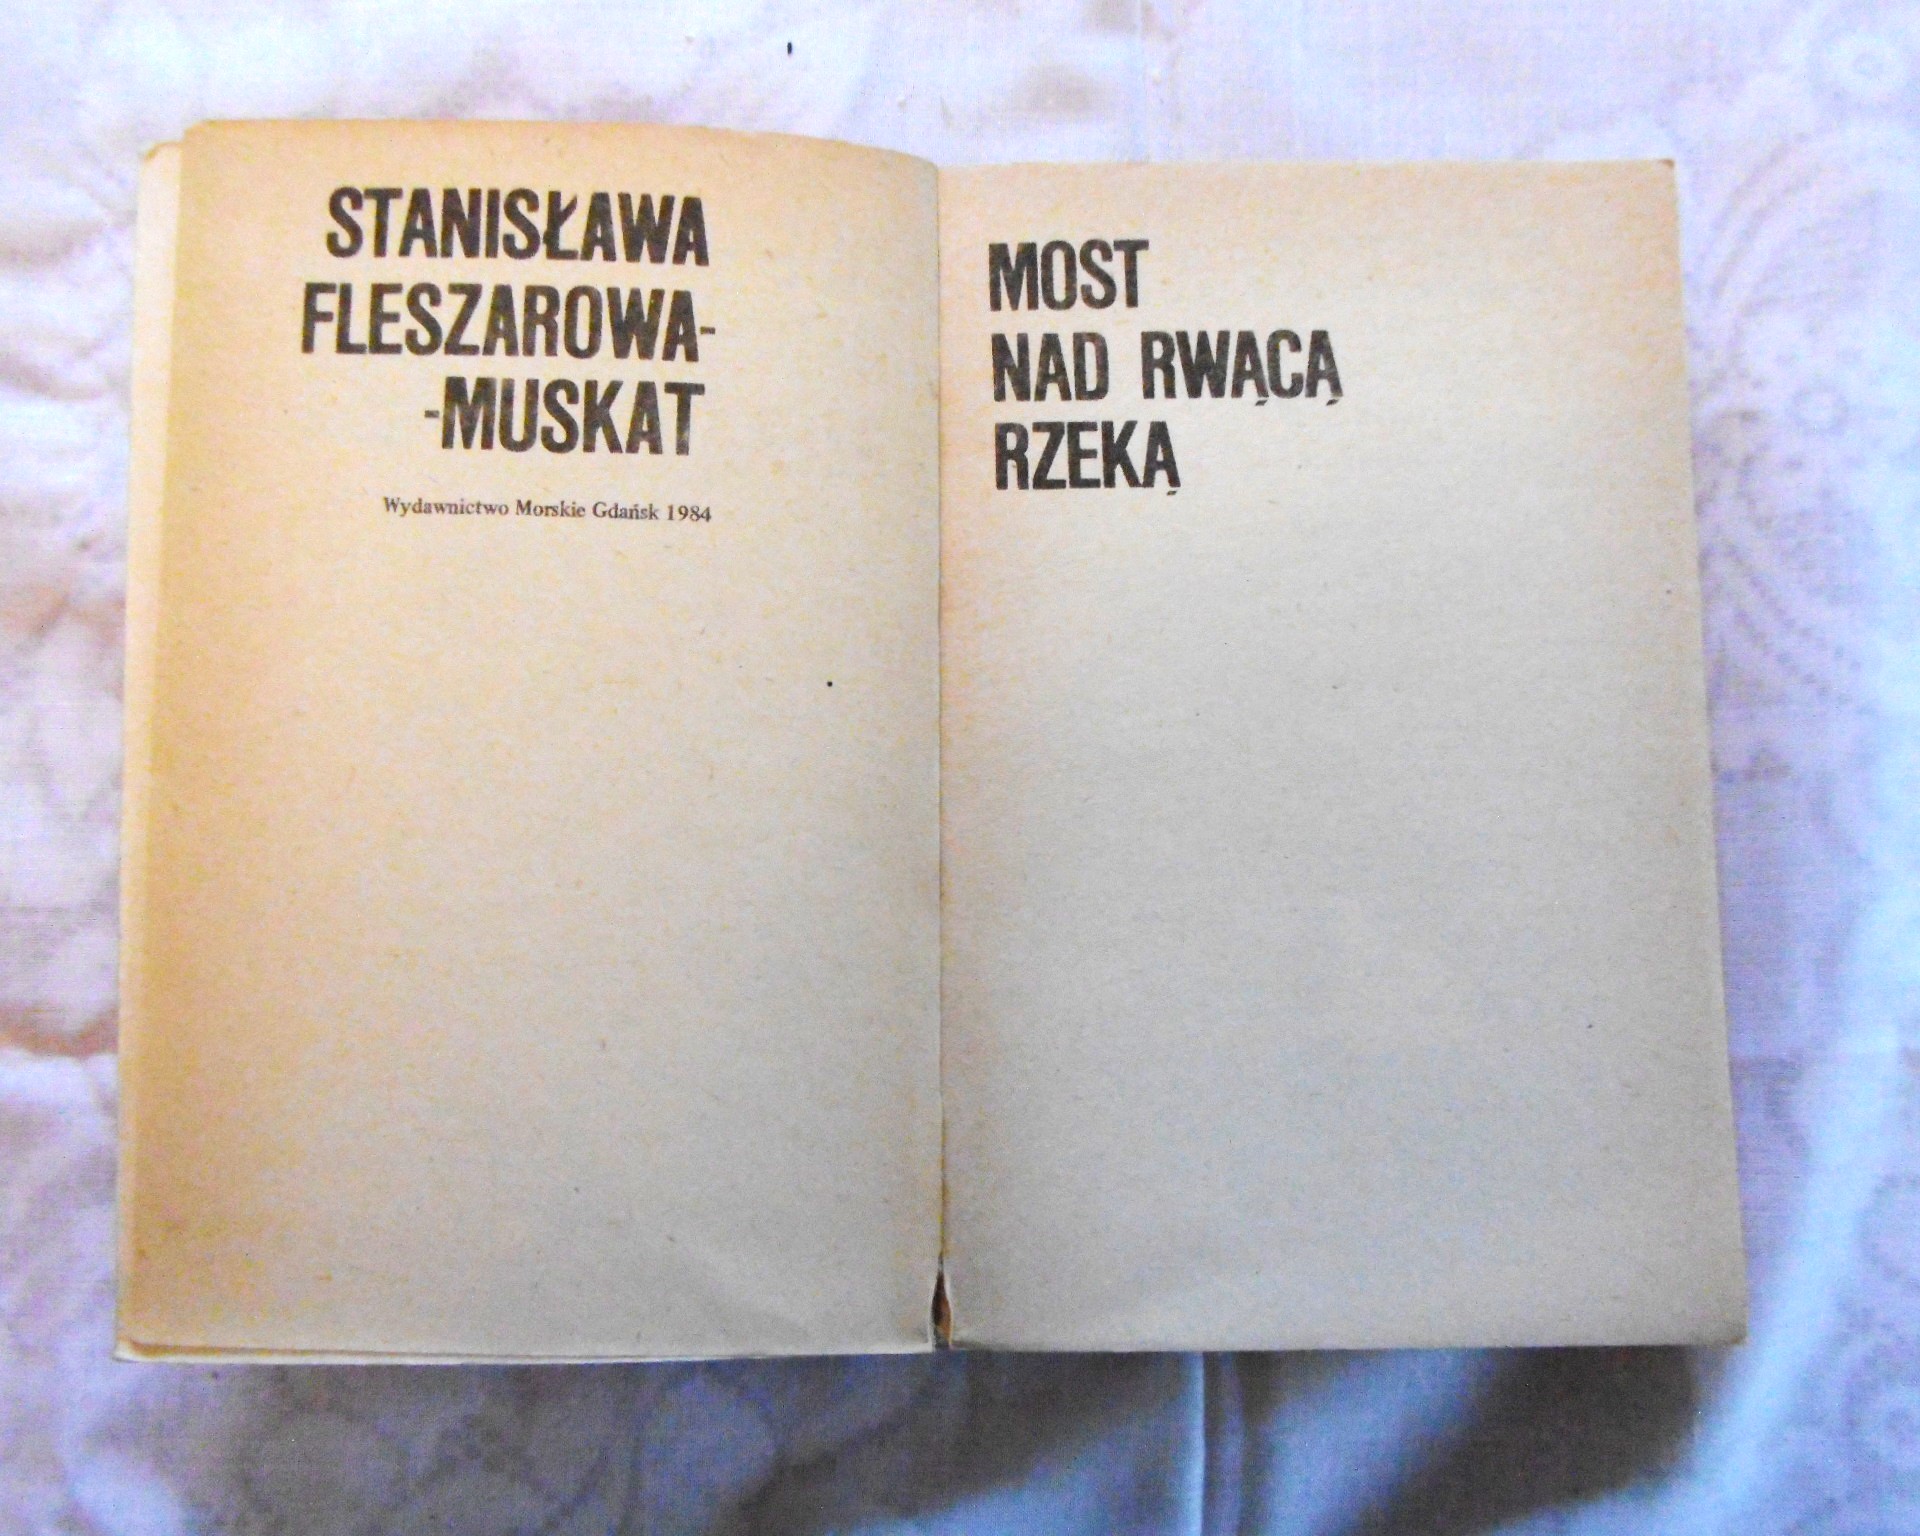 STANISŁAWA
FLESZAROWA-
-MUSKAT
Wydawnictwo Morskie Gdańsk 1984
MOST
NAD RWĄCĄ
RZEKĄ